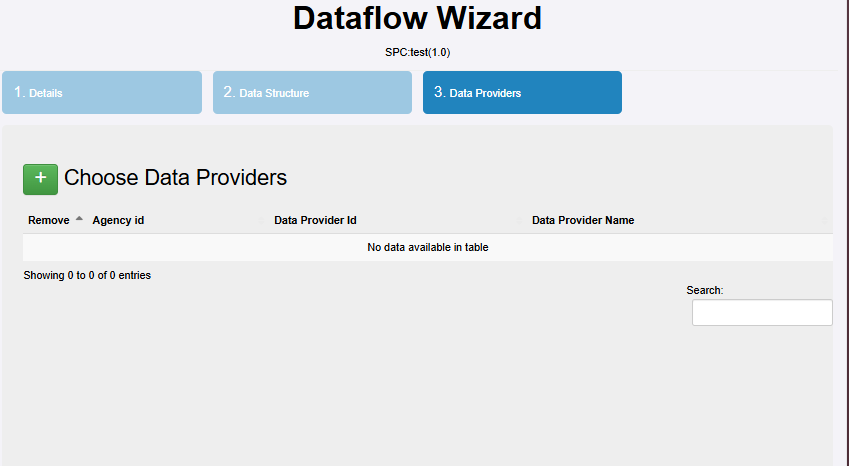 Dataflow Wizard
SPC:test(1.0)
1. Details
2. Data Structure
3. Data Providers
+ Choose Data Providers
Remove Agency id Data Provider Id Data Provider Name
No data available in table
Showing 0 to 0 of 0 entries
Search: